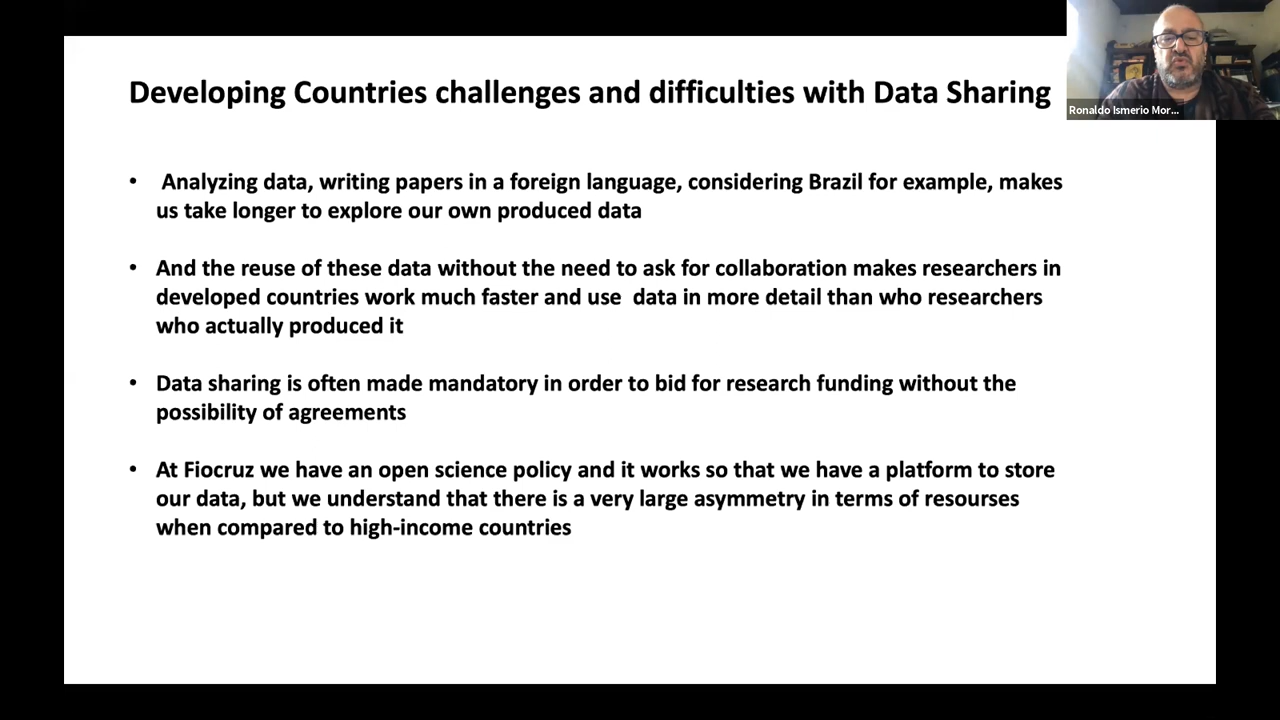 Developing Countries challenges and difficulties with Data Sharing
Ronaldo Ismerio Mor...
• Analyzing data, writing papers in a foreign language, considering Brazil for example, makes
us take longer to explore our own produced data
• And the reuse of these data without the need to ask for collaboration makes researchers in
developed countries work much faster and use  data in more detail than who researchers
who actually produced it
• Data sharing is often made mandatory in order to bid for research funding without the
possibility of agreements
• At Fiocruz we have an open science policy and it works so that we have a platform to store
our data, but we understand that there is a very large asymmetry in terms of resourses
when compared to high-income countries